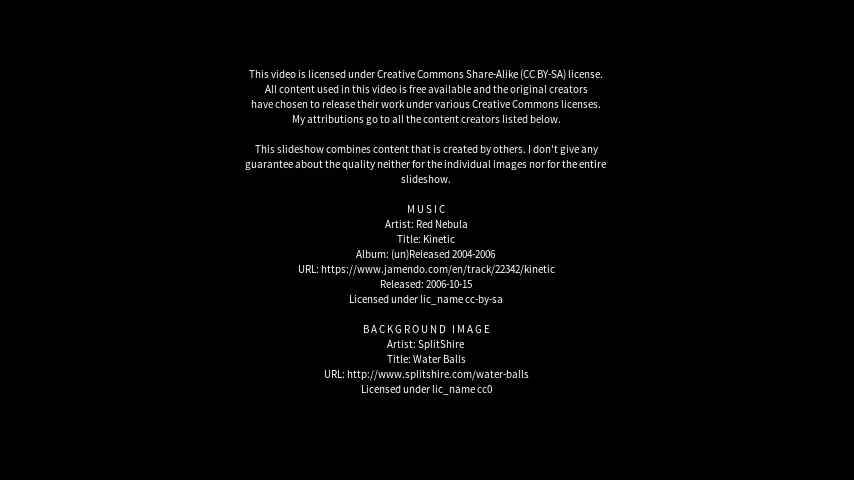 This video is licensed under Creative Commons Share-Alike (CC BY-SA) license.
All content used in this video is free available and the original creators
have chosen to release their work under various Creative Commons licenses.
My attributions go to all the content creators listed below.
This slideshow combines content that is created by others. I don't give any
guarantee about the quality neither for the individual images nor for the entire
slideshow.
MUSIC
Artist: Red Nebula
Title: Kinetic
Album: (un)Released 2004-2006
URL: https://www.jamendo.com/en/track/22342/kinetic
Released: 2006-10-15
Licensed under lic_name cc-by-sa
BACKGROUND IMAGE
Artist: SplitShire
Title: Water Balls
URL: http://www.splitshire.com/water-balls
Licensed under lic_name cc0